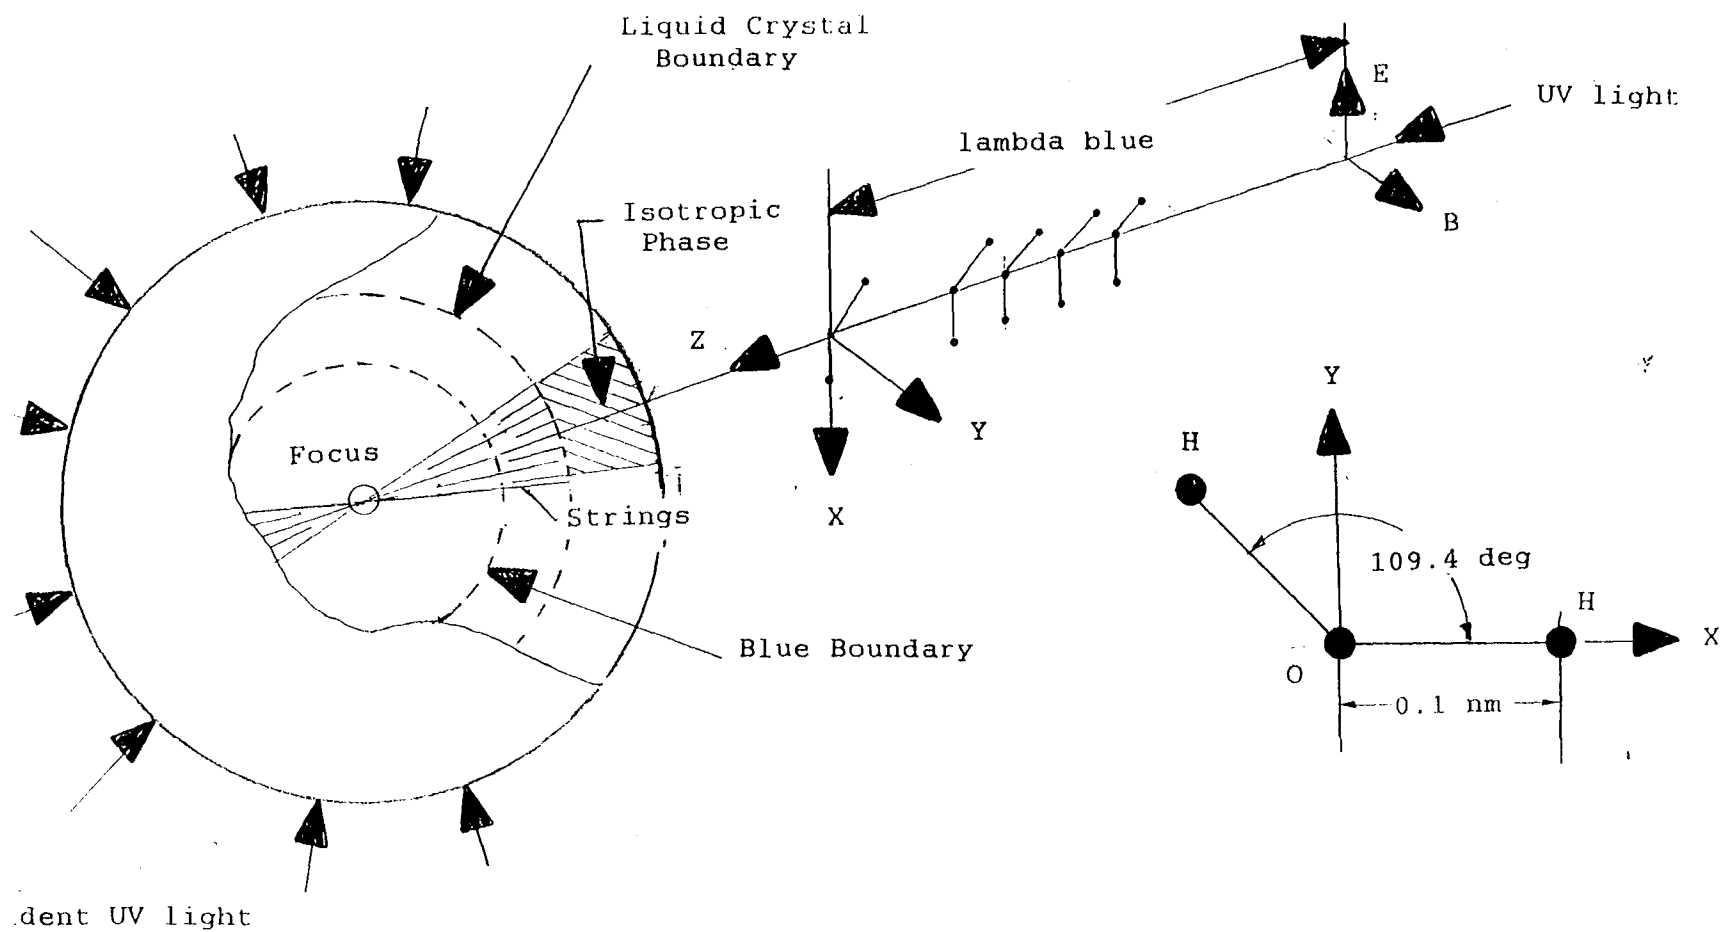 Liquid Crystal
Boundary
E
UV light
lambda blue
B
Isotropic
Phase
Z
Y
X
Focus
Strings
Blue Boundary
Y
H
109.4 deg
H
X
O
0.1 nm
dent UV light